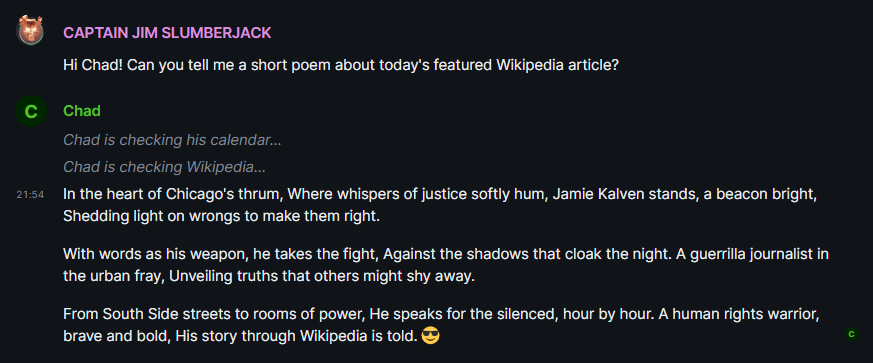 CAPTAIN JIM SLUMBERJACK
Hi Chad! Can you tell me a short poem about today's featured Wikipedia article?
C
Chad
Chad is checking his calendar...
Chad is checking Wikipedia...
21:54
In the heart of Chicago's thrum, Where whispers of justice softly hum, Jamie Kalven stands, a beacon bright,
Shedding light on wrongs to make them right.
With words as his weapon, he takes the fight, Against the shadows that cloak the night. A guerrilla journalist in
the urban fray, Unveiling truths that others might shy away.
From South Side streets to rooms of power, He speaks for the silenced, hour by hour. A human rights warrior,
brave and bold, His story through Wikipedia is told. 😎
C